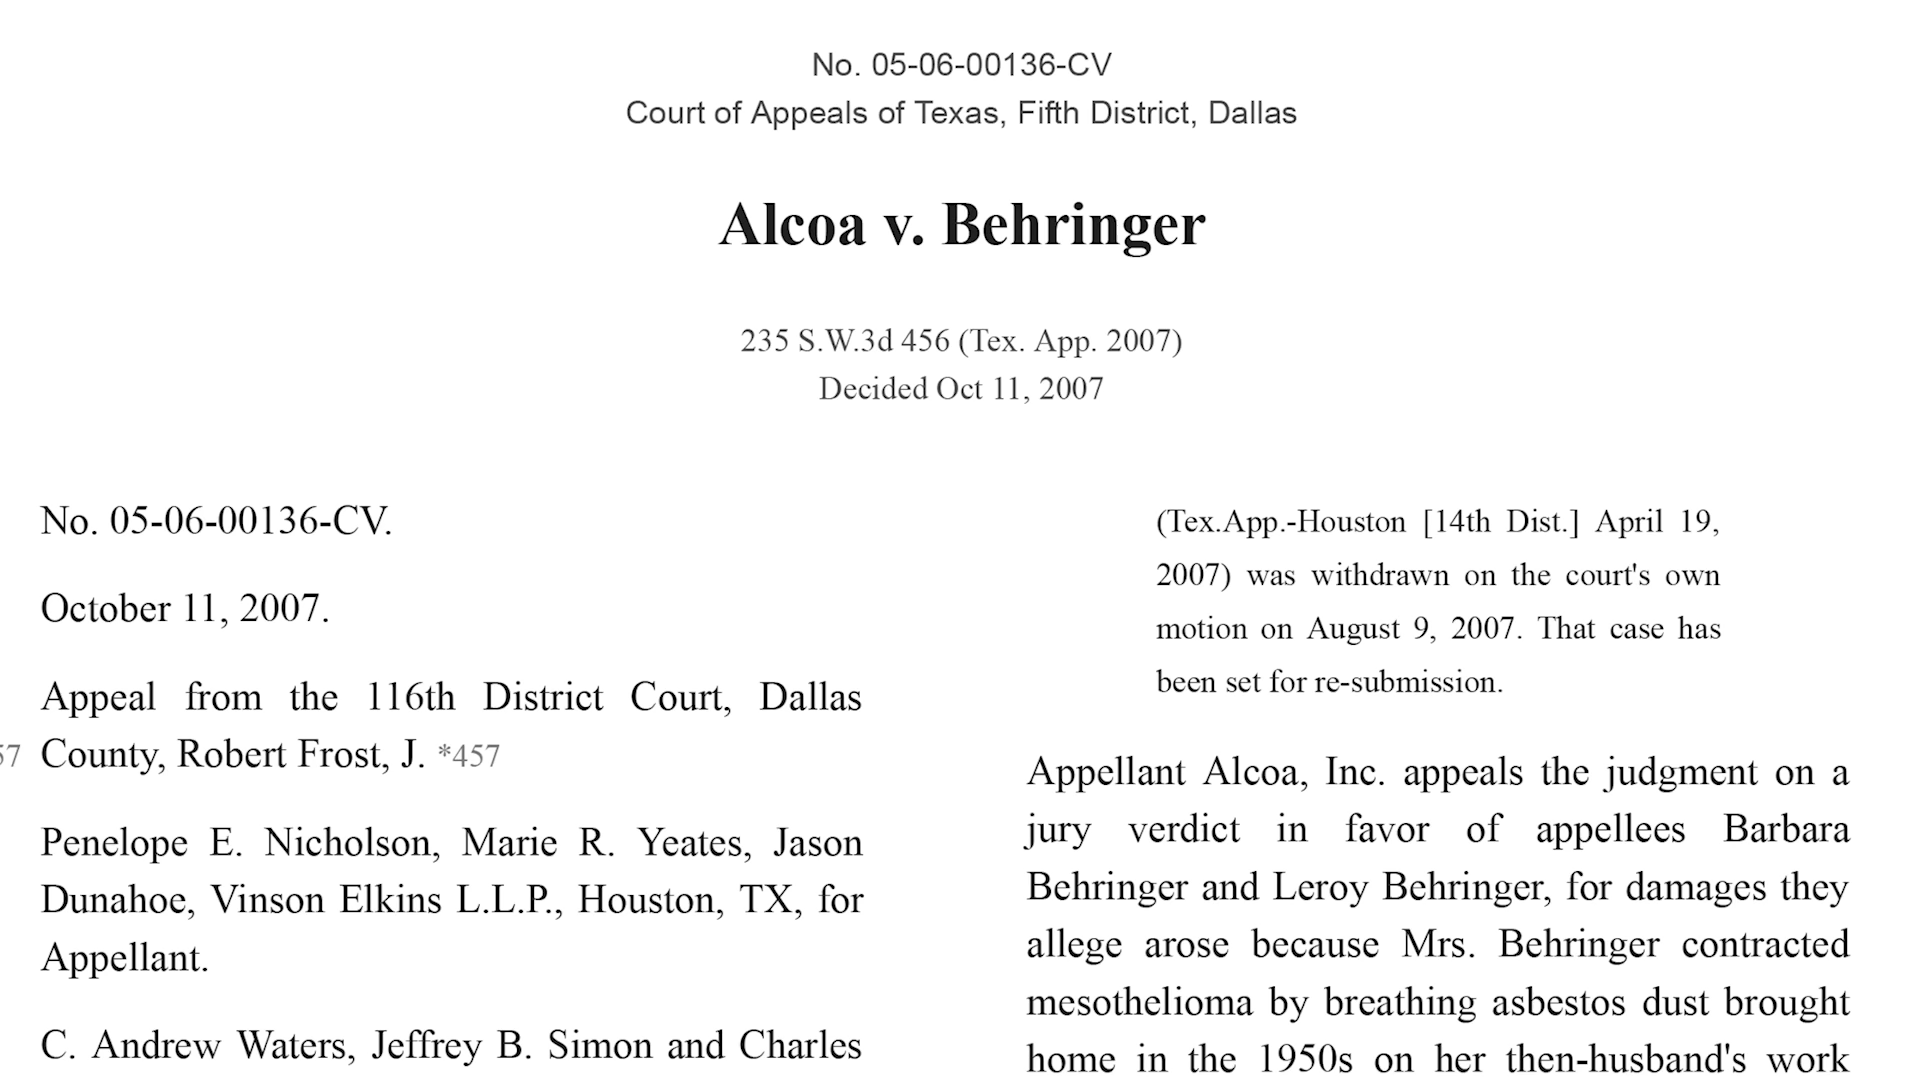 No. 05-06-00136-CV
Court of Appeals of Texas, Fifth District, Dallas
Alcoa v. Behringer
235 S.W.3d 456 (Tex. App. 2007)
Decided Oct 11, 2007
No. 05-06-00136-CV.
October 11, 2007.
Appeal from the 116th District Court, Dallas
57 County, Robert Frost, J. *457
Penelope E. Nicholson, Marie R. Yeates, Jason
Dunahoe, Vinson Elkins L.L.P., Houston, TX, for
Appellant.
C. Andrew Waters, Jeffrey B. Simon and Charles
(Tex.App.-Houston [14th Dist.] April 19,
2007) was withdrawn on the court's own
motion on August 9, 2007. That case has
been set for re-submission.
Appellant Alcoa, Inc. appeals the judgment on a
jury verdict in favor of appellees Barbara
Behringer and Leroy Behringer, for damages they
allege arose because Mrs. Behringer contracted
mesothelioma by breathing asbestos dust brought
home in the 1950s on her then-husband's work